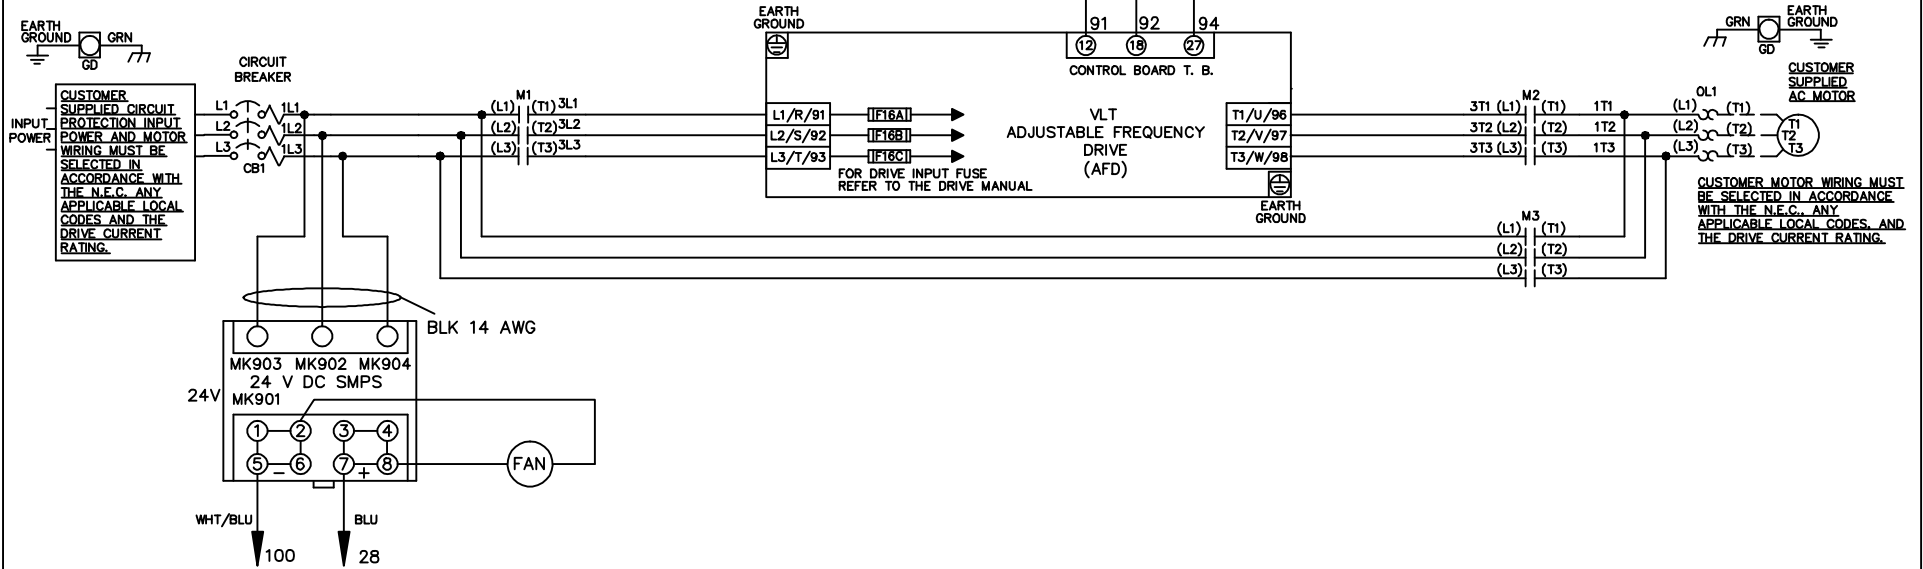 EARTH
GROUND
GRN
GD
CUSTOMER
SUPPLIED CIRCUIT
PROTECTION INPUT
POWER AND MOTOR
WIRING MUST BE
SELECTED IN
ACCORDANCE WITH
THE N.E.C. ANY
APPLICABLE LOCAL
CODES AND THE
DRIVE CURRENT
RATING.
INPUT
POWER
CIRCUIT
BREAKER
L1 1L1
L2 1L2
L3 1L3
CB1
M1
(L1) (T1) 3L1
(L2) (T2) 3L2
(L3) (T3) 3L3
EARTH
GROUND
91 92 94
12 18 27
CONTROL BOARD T. B.
L1/R/91
L2/S/92
L3/T/93
F16A
F16B
F16C
FOR DRIVE INPUT FUSE
REFER TO THE DRIVE MANUAL
VLT
ADJUSTABLE FREQUENCY
DRIVE
(AFD)
T1/U/96
T2/V/97
T3/W/98
EARTH
GROUND
M2
3T1 (L1) (T1) 1T1
3T2 (L2) (T2) 1T2
3T3 (L3) (T3) 1T3
M3
(L1) (T1)
(L2) (T2)
(L3) (T3)
GRN
EARTH
GROUND
GD
CUSTOMER
SUPPLIED
AC MOTOR
OL1
(L1) (T1)
(L2) (T2)
(L3) (T3)
T1
T2
T3
CUSTOMER MOTOR WIRING MUST
BE SELECTED IN ACCORDANCE
WITH THE N.E.C., ANY
APPLICABLE LOCAL CODES, AND
THE DRIVE CURRENT RATING.
BLK 14 AWG
MK903 MK902 MK904
24 V DC SMPS
24V
MK901
1 2 3 4
5 - 6 7 + 8
FAN
WHT/BLU
BLU
100
28